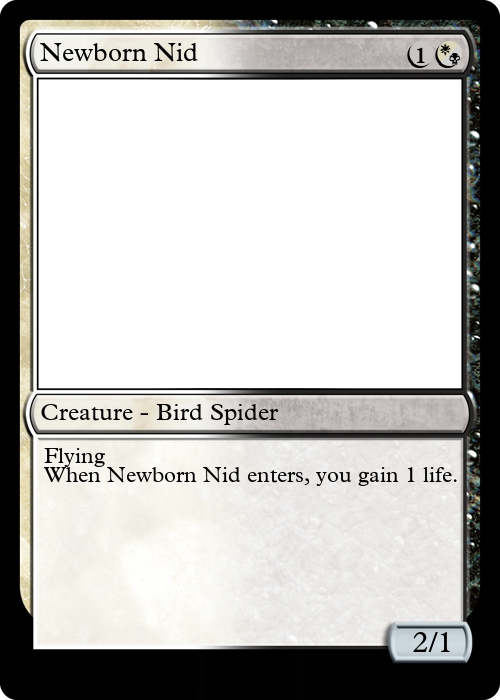 Newborn Nid 1
Creature - Bird Spider
Flying
When Newborn Nid enters, you gain 1 life.
2/1